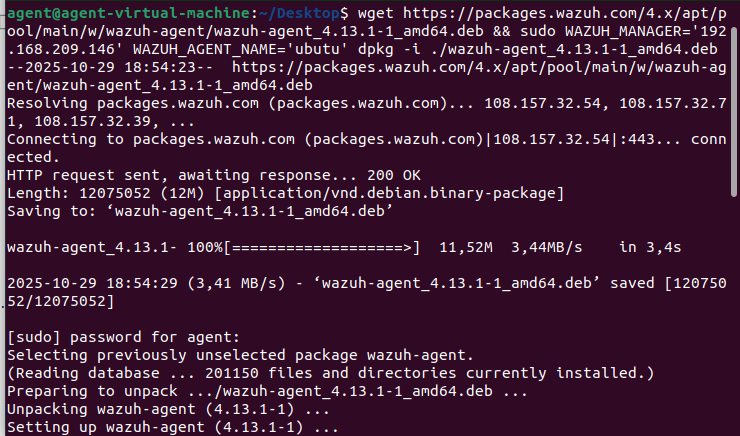 agent@agent-virtual-machine:~/Desktop$ wget https://packages.wazuh.com/4.x/apt/p
ool/main/w/wazuh-agent/wazuh-agent_4.13.1-1_amd64.deb && sudo WAZUH_MANAGER='192
.168.209.146' WAZUH_AGENT_NAME='ubutu' dpkg -i ./wazuh-agent_4.13.1-1_amd64.deb
--2025-10-29 18:54:23--  https://packages.wazuh.com/4.x/apt/pool/main/w/wazuh-ag
ent/wazuh-agent_4.13.1-1_amd64.deb
Resolving packages.wazuh.com (packages.wazuh.com)... 108.157.32.54, 108.157.32.7
1, 108.157.32.39, ...
Connecting to packages.wazuh.com (packages.wazuh.com)|108.157.32.54|:443... conn
ected.
HTTP request sent, awaiting response... 200 OK
Length: 12075052 (12M) [application/vnd.debian.binary-package]
Saving to: ‘wazuh-agent_4.13.1-1_amd64.deb’
wazuh-agent_4.13.1- 100%[===================>]  11,52M  3,44MB/s    in 3,4s
2025-10-29 18:54:29 (3,41 MB/s) - ‘wazuh-agent_4.13.1-1_amd64.deb’ saved [120750
52/12075052]
[sudo] password for agent:
Selecting previously unselected package wazuh-agent.
(Reading database ... 201150 files and directories currently installed.)
Preparing to unpack .../wazuh-agent_4.13.1-1_amd64.deb ...
Unpacking wazuh-agent (4.13.1-1) ...
Setting up wazuh-agent (4.13.1-1) ...